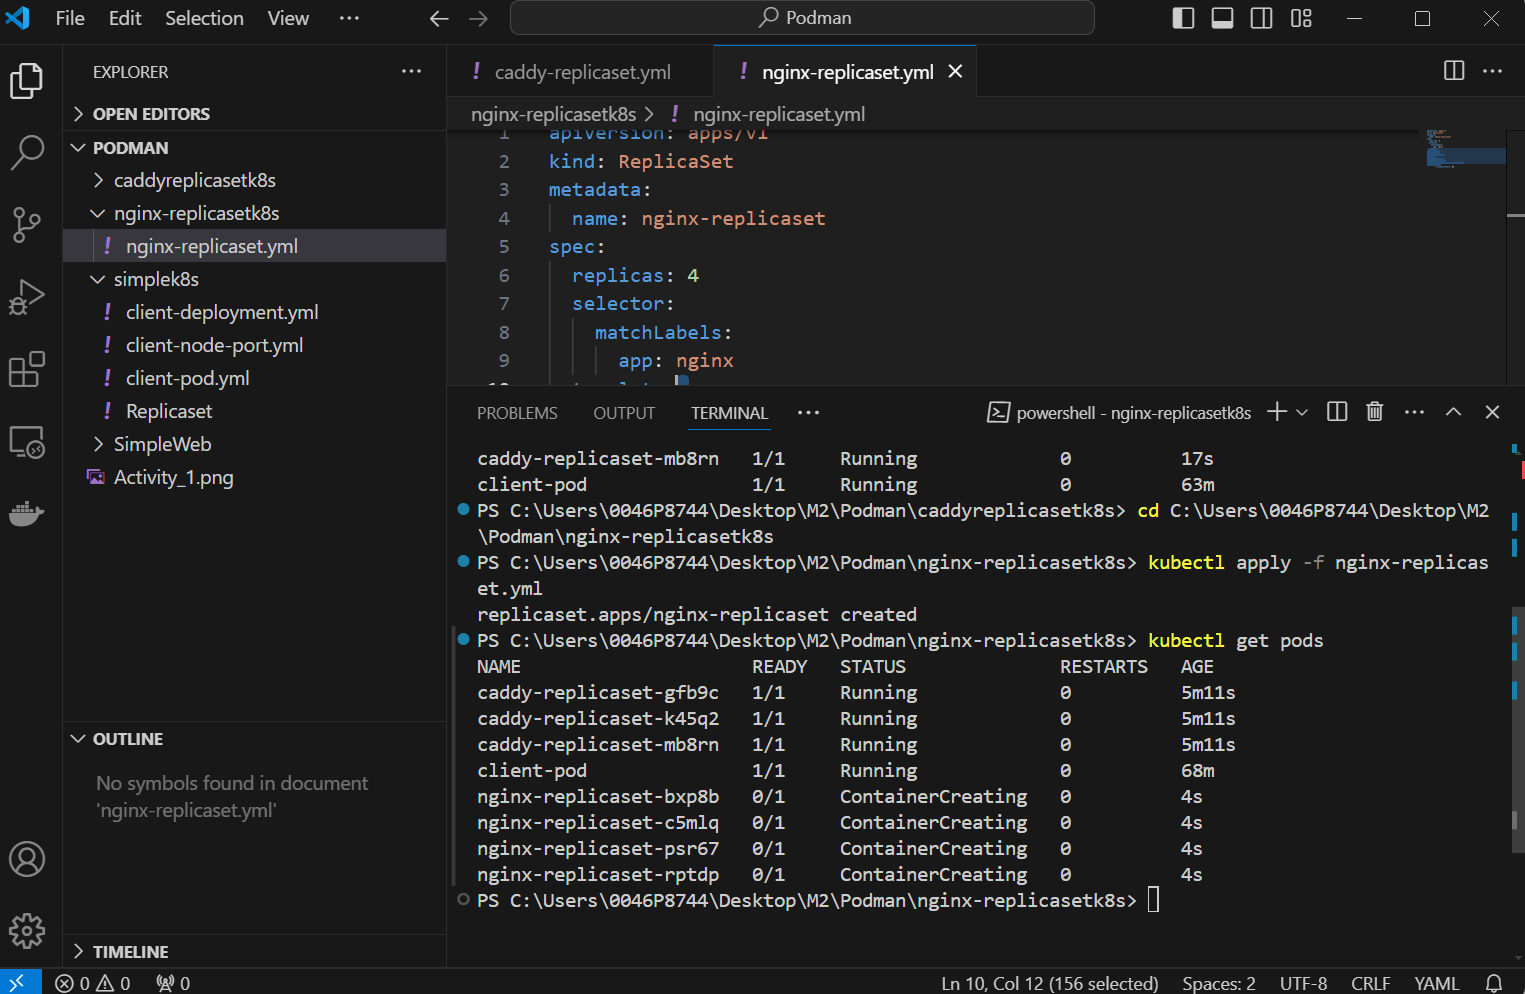 File Edit Selection View ··· Podman
EXPLORER ···
OPEN EDITORS
PODMAN
caddyreplicasetk8s
nginx-replicasetk8s
! nginx-replicaset.yml
simplek8s
! client-deployment.yml
! client-node-port.yml
! client-pod.yml
! Replicaset
SimpleWeb
Activity_1.png
OUTLINE
No symbols found in document
'nginx-replicaset.yml'
TIMELINE
! caddy-replicaset.yml ! nginx-replicaset.yml
nginx-replicasetk8s > ! nginx-replicaset.yml
1 apiVersion: apps/v1
2 kind: ReplicaSet
3 metadata:
4 name: nginx-replicaset
5 spec:
6 replicas: 4
7 selector:
8 matchLabels:
9 app: nginx
PROBLEMS OUTPUT TERMINAL ··· powershell - nginx-replicasetk8s
caddy-replicaset-mb8rn 1/1 Running 0 17s
client-pod 1/1 Running 0 63m
PS C:\Users\0046P8744\Desktop\M2\Podman\caddyreplicasetk8s> cd C:\Users\0046P8744\Desktop\M2
\Podman\nginx-replicasetk8s
PS C:\Users\0046P8744\Desktop\M2\Podman\nginx-replicasetk8s> kubectl apply -f nginx-replicas
et.yml
replicaset.apps/nginx-replicaset created
PS C:\Users\0046P8744\Desktop\M2\Podman\nginx-replicasetk8s> kubectl get pods
NAME READY STATUS RESTARTS AGE
caddy-replicaset-gfb9c 1/1 Running 0 5m11s
caddy-replicaset-k45q2 1/1 Running 0 5m11s
caddy-replicaset-mb8rn 1/1 Running 0 5m11s
client-pod 1/1 Running 0 68m
nginx-replicaset-bxp8b 0/1 ContainerCreating 0 4s
nginx-replicaset-c5mlq 0/1 ContainerCreating 0 4s
nginx-replicaset-psr67 0/1 ContainerCreating 0 4s
nginx-replicaset-rptdp 0/1 ContainerCreating 0 4s
PS C:\Users\0046P8744\Desktop\M2\Podman\nginx-replicasetk8s>
0 0 0 Ln 10, Col 12 (156 selected) Spaces: 2 UTF-8 CRLF YAML